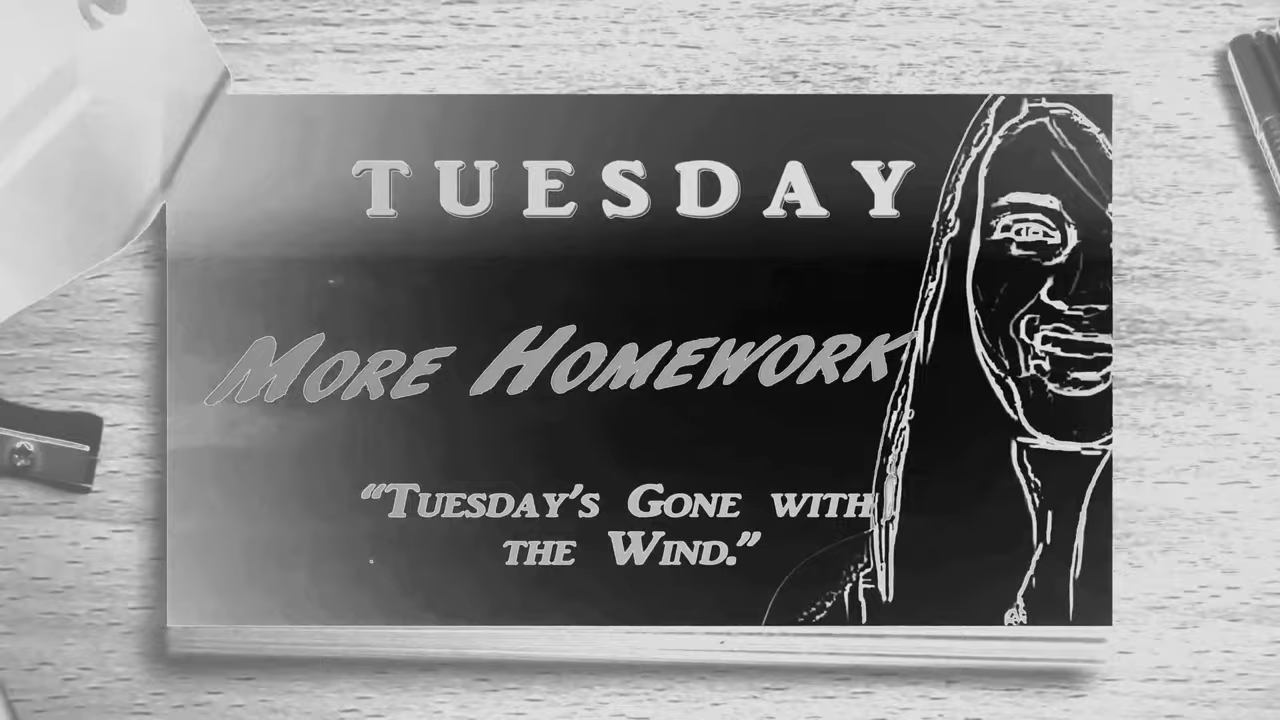 TUESDAY
MORE HOMEWORK
“TUESDAY’S GONE WITH
THE WIND.”